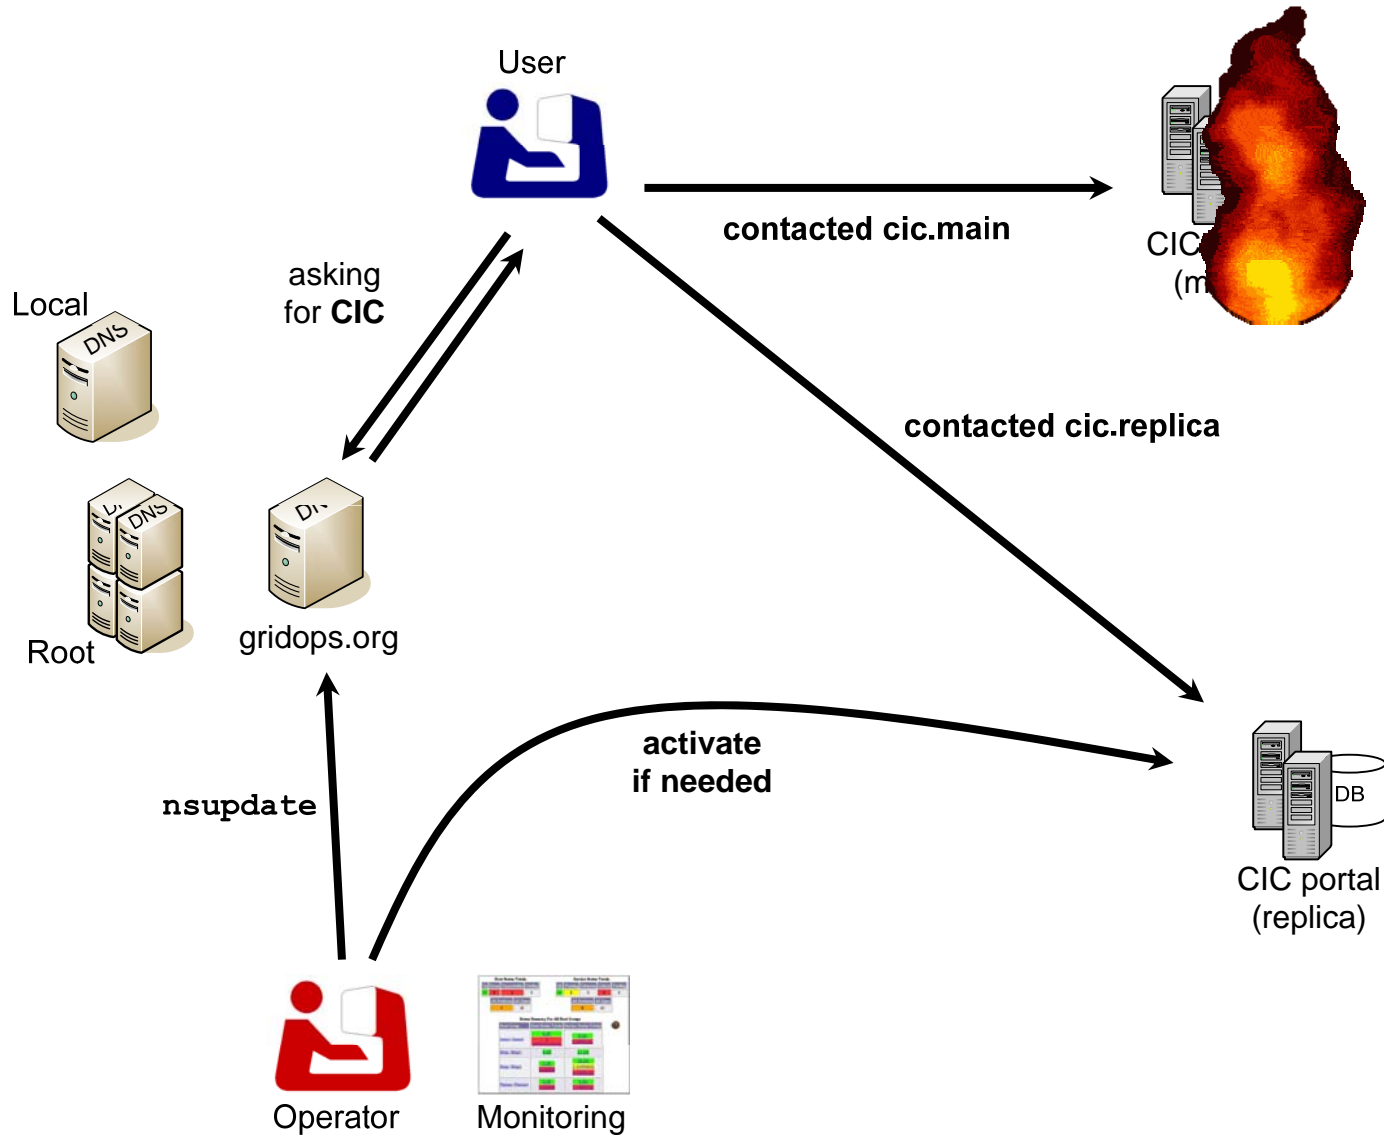 User
contacted cic.main
CIC
(m
asking
for CIC
Local
DNS
contacted cic.replica
DNS
Root
gridops.org
activate
if needed
nsupdate
DB
CIC portal
(replica)
Operator
Monitoring